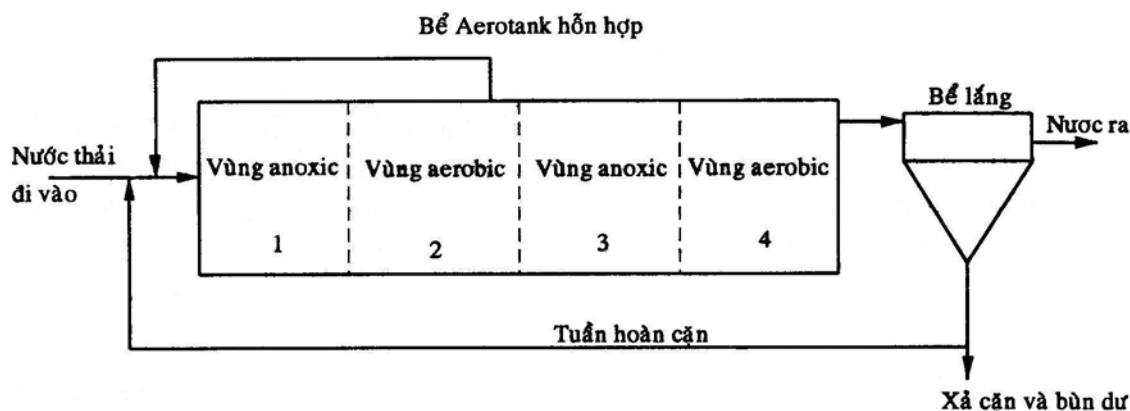 Bể Aerotank hỗn hợp
Bể lắng
Nươc ra
Nước thải
đi vào
Vùng anoxic
Vùng aerobic
Vùng anoxic
Vùng aerobic
1
2
3
4
Tuần hoàn cặn
Xả cặn và bùn dư